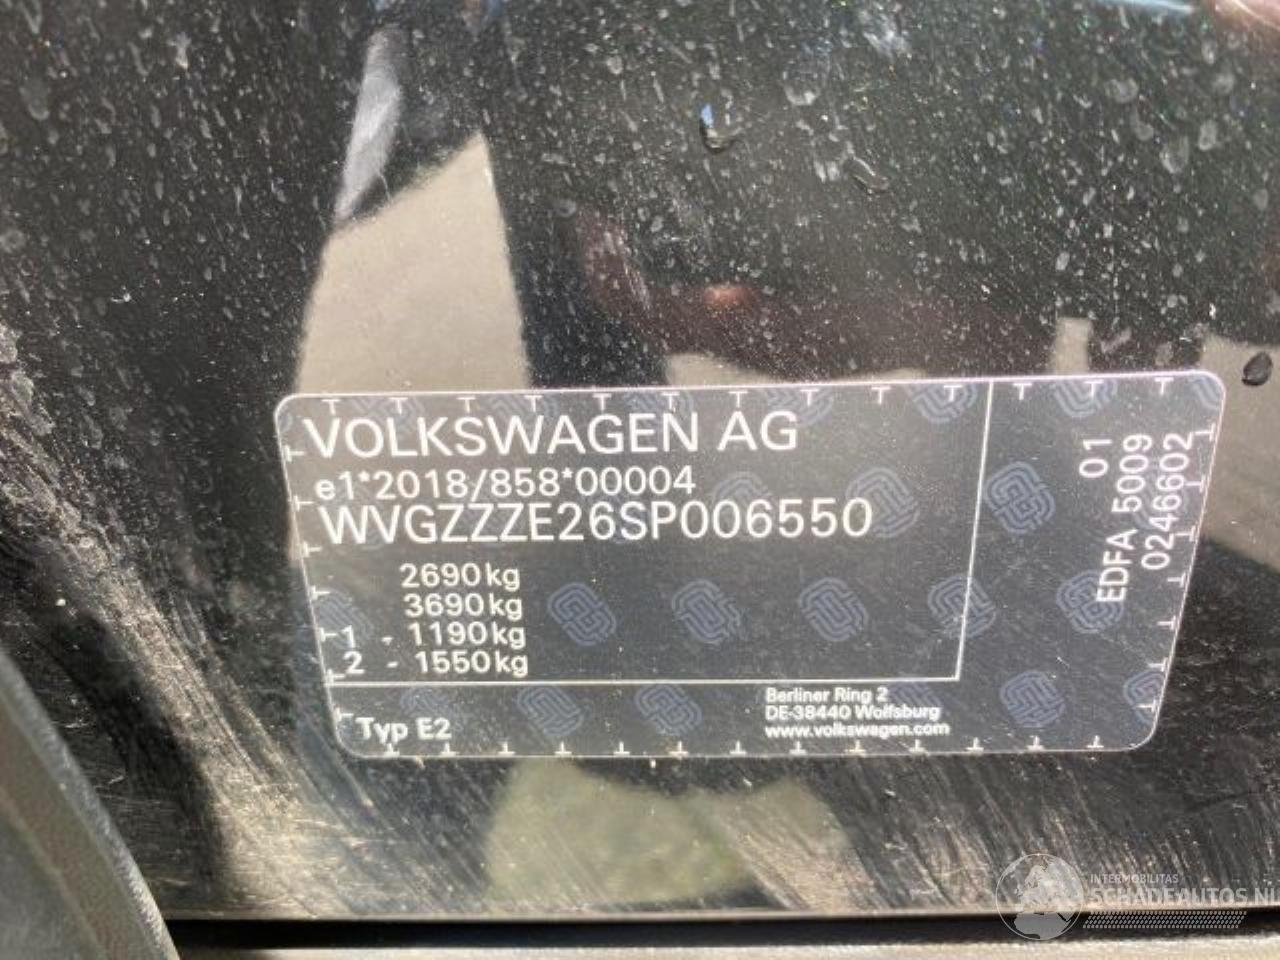 VOLKSWAGEN AG
e1*2018/858*00004
WVGZZZE26SP006550
2690kg
3690kg
1 - 1190kg
2 - 1550kg
Typ E2
Berliner Ring 2
DE-38440 Wolfsburg
www.volkswagen.com
01
EDFA 5009
0246602
INTERMOBILITAS
SCHADEAUTOS.NL